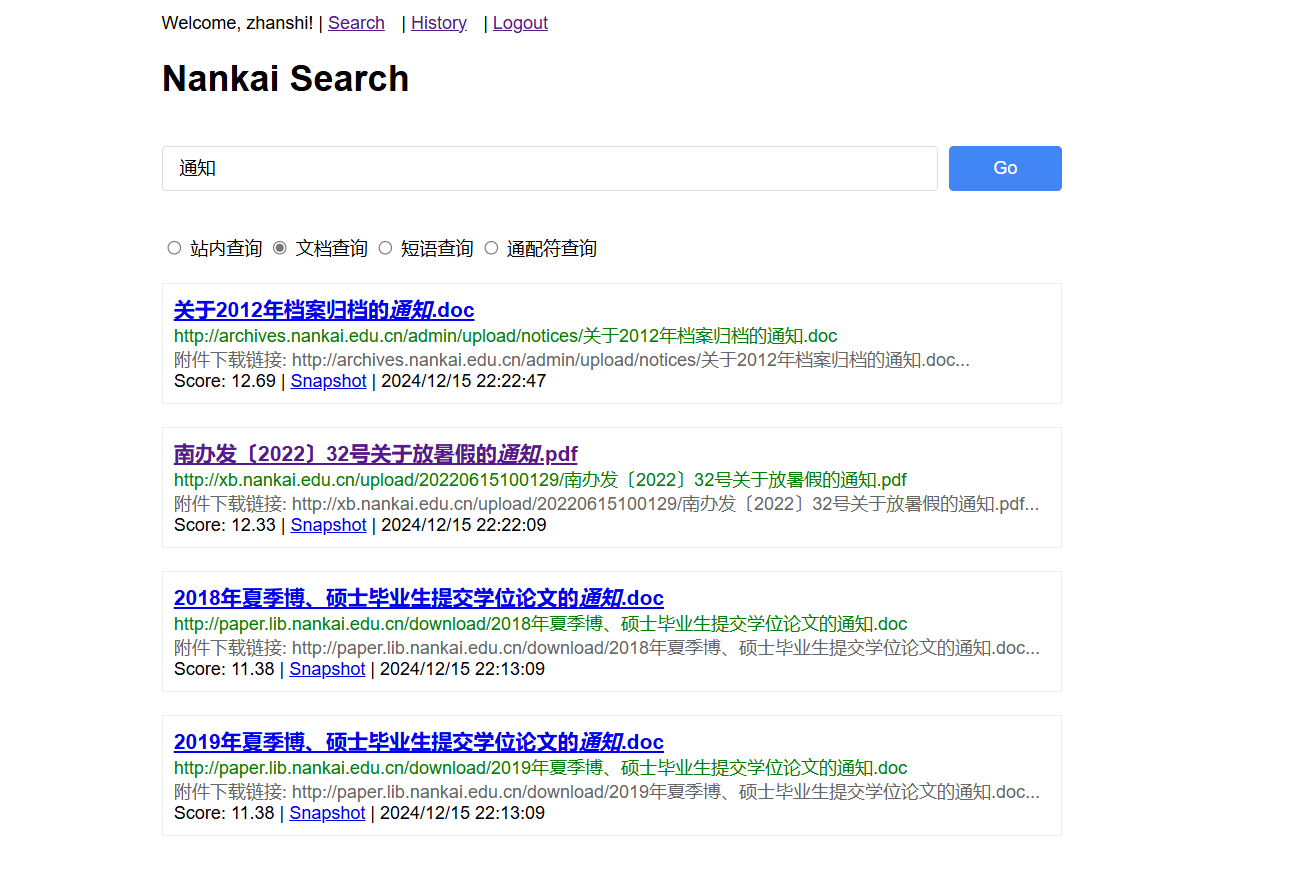 Welcome, zhanshi! | Search | History | Logout
Nankai Search
通知
Go
站内查询 文档查询 短语查询 通配符查询
关于2012年档案归档的通知.doc
http://archives.nankai.edu.cn/admin/upload/notices/关于2012年档案归档的通知.doc
附件下载链接: http://archives.nankai.edu.cn/admin/upload/notices/关于2012年档案归档的通知.doc...
Score: 12.69 | Snapshot | 2024/12/15 22:22:47
南办发〔2022〕32号关于放暑假的通知.pdf
http://xb.nankai.edu.cn/upload/20220615100129/南办发〔2022〕32号关于放暑假的通知.pdf
附件下载链接: http://xb.nankai.edu.cn/upload/20220615100129/南办发〔2022〕32号关于放暑假的通知.pdf...
Score: 12.33 | Snapshot | 2024/12/15 22:22:09
2018年夏季博、硕士毕业生提交学位论文的通知.doc
http://paper.lib.nankai.edu.cn/download/2018年夏季博、硕士毕业生提交学位论文的通知.doc
附件下载链接: http://paper.lib.nankai.edu.cn/download/2018年夏季博、硕士毕业生提交学位论文的通知.doc...
Score: 11.38 | Snapshot | 2024/12/15 22:13:09
2019年夏季博、硕士毕业生提交学位论文的通知.doc
http://paper.lib.nankai.edu.cn/download/2019年夏季博、硕士毕业生提交学位论文的通知.doc
附件下载链接: http://paper.lib.nankai.edu.cn/download/2019年夏季博、硕士毕业生提交学位论文的通知.doc...
Score: 11.38 | Snapshot | 2024/12/15 22:13:09